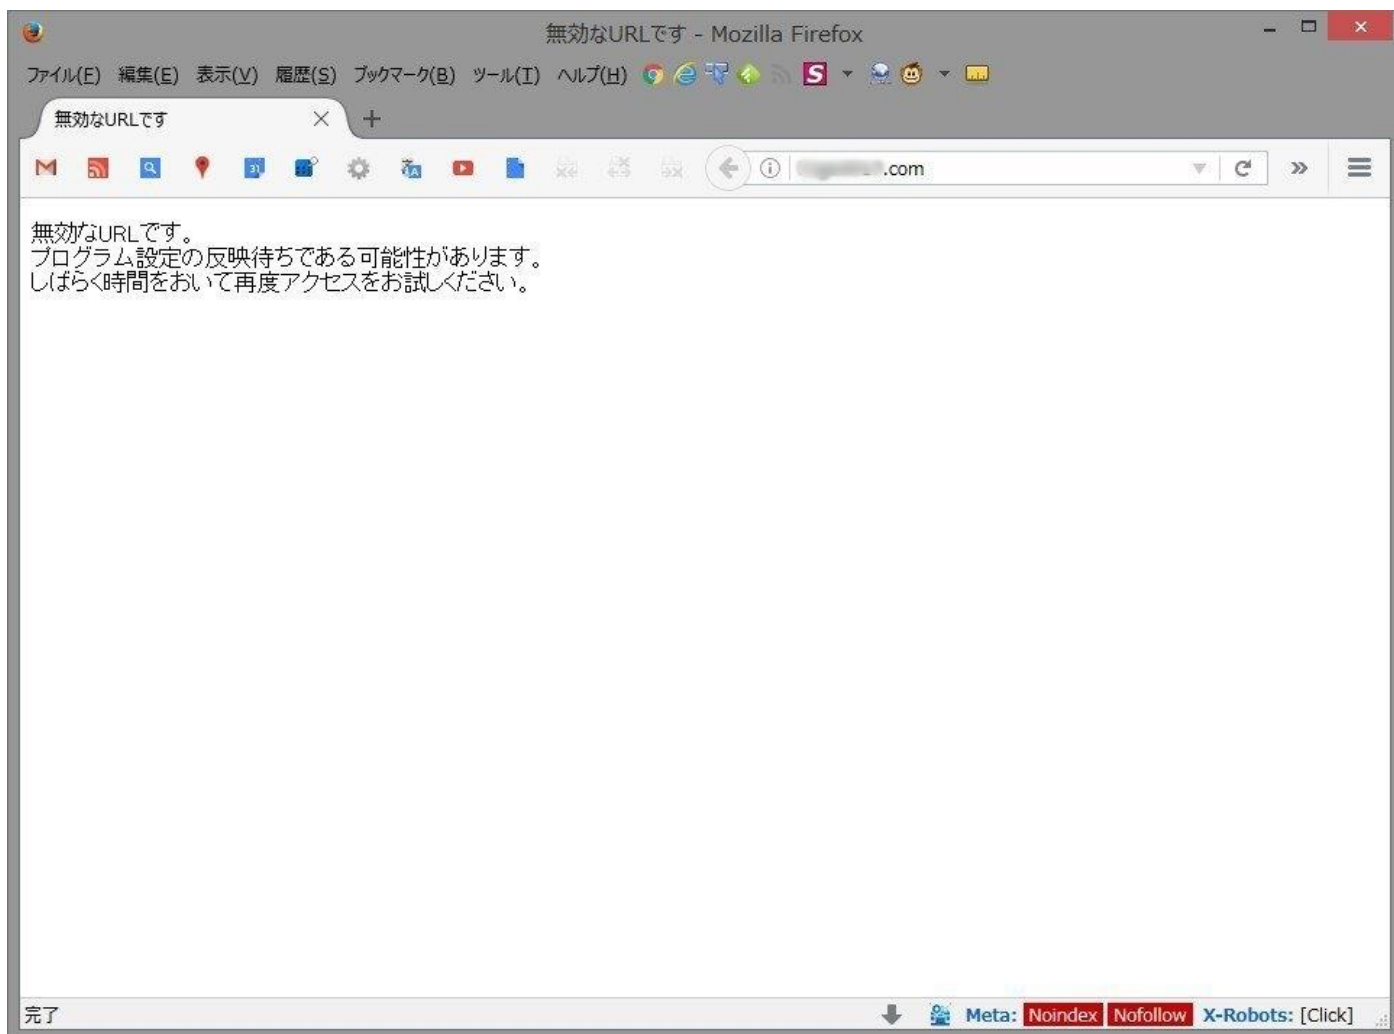 無効なURLです - Mozilla Firefox
ファイル(F) 編集(E) 表示(V) 履歴(S) ブックマーク(B) ツール(T) ヘルプ(H) S
無効なURLです
31
.com
無効なURLです。
プログラム設定の反映待ちである可能性があります。
しばらく時間をおいて再度アクセスをお試しください。
完了 Meta: Noindex Nofollow X-Robots: [Click]